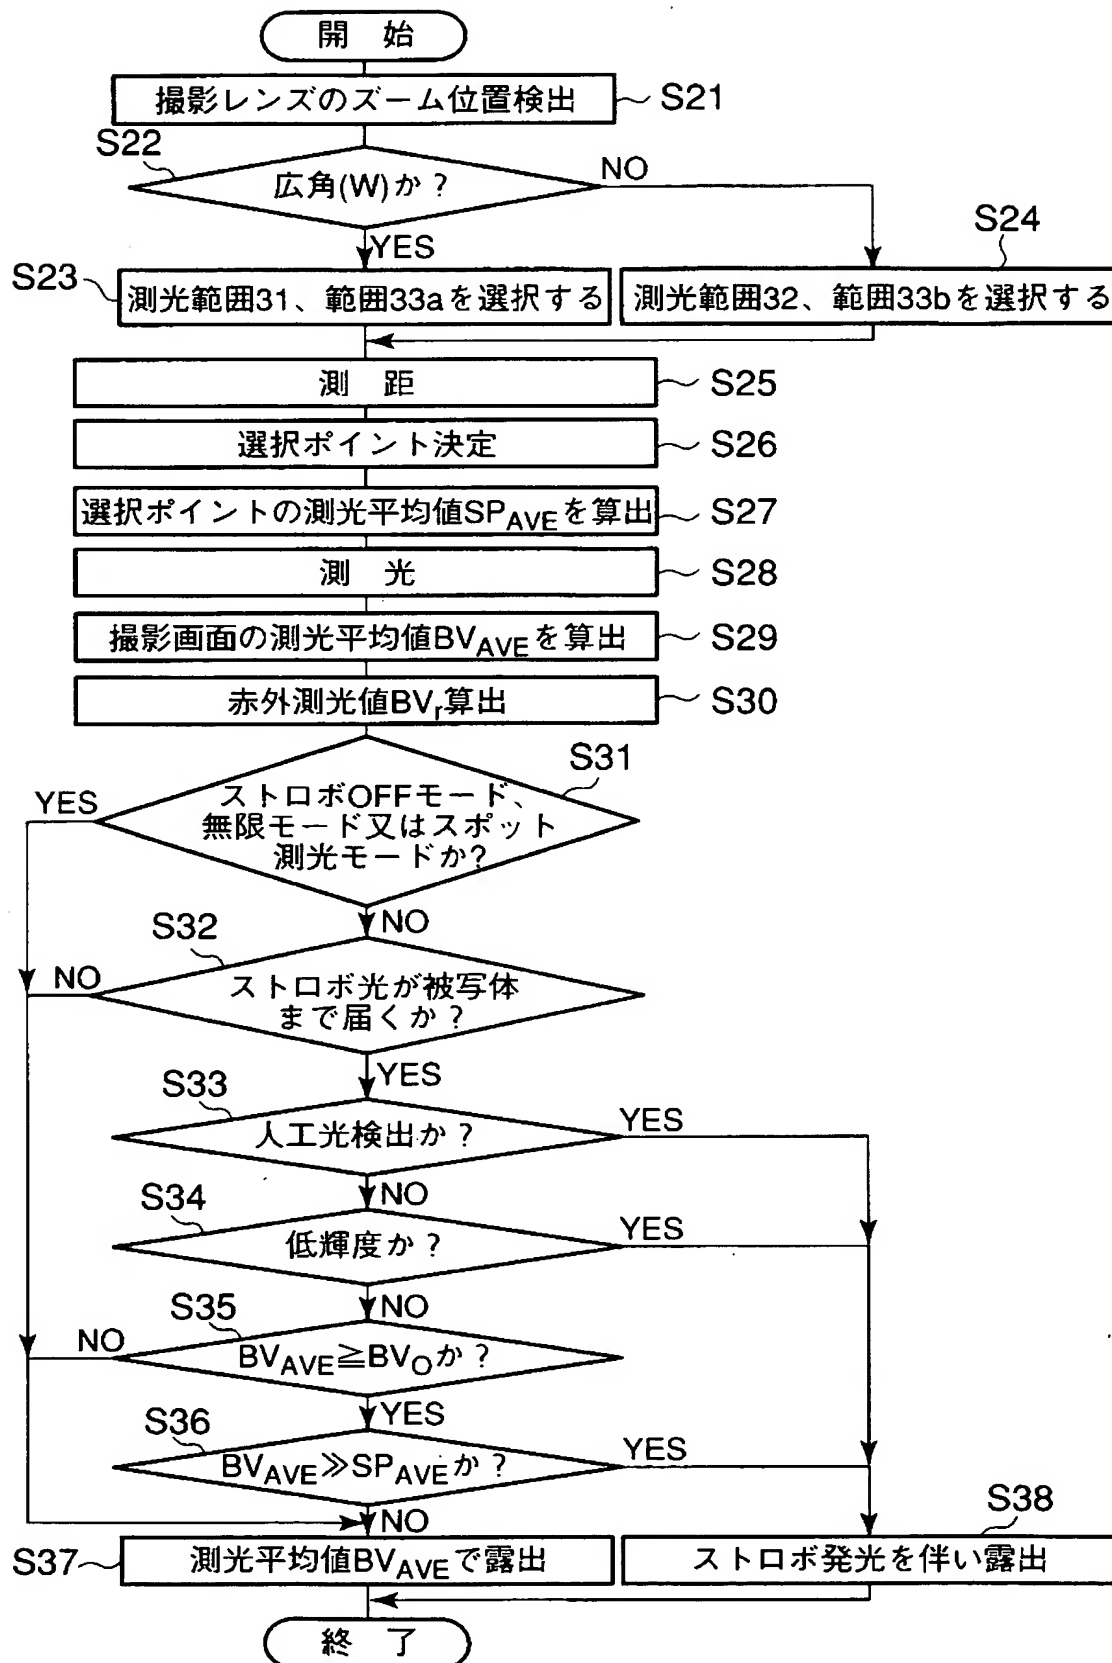 開　始
撮影レンズのズーム位置検出
S21
S22
広角(W)か？
NO
YES
S24
S23
測光範囲31、範囲33aを選択する
測光範囲32、範囲33bを選択する
測　距
S25
選択ポイント決定
S26
選択ポイントの測光平均値SPAVEを算出
S27
測　光
S28
撮影画面の測光平均値BVAVEを算出
S29
赤外測光値BVr算出
S30
S31
YES
ストロボOFFモード、
無限モード又はスポット
測光モードか?
NO
S32
NO
ストロボ光が被写体
まで届くか？
YES
S33
人工光検出か？
YES
NO
S34
低輝度か？
YES
NO
S35
NO
BVAVE≧BVOか？
YES
S36
BVAVE≫SPAVEか？
YES
NO
S38
S37
測光平均値BVAVEで露出
ストロボ発光を伴い露出
終　了